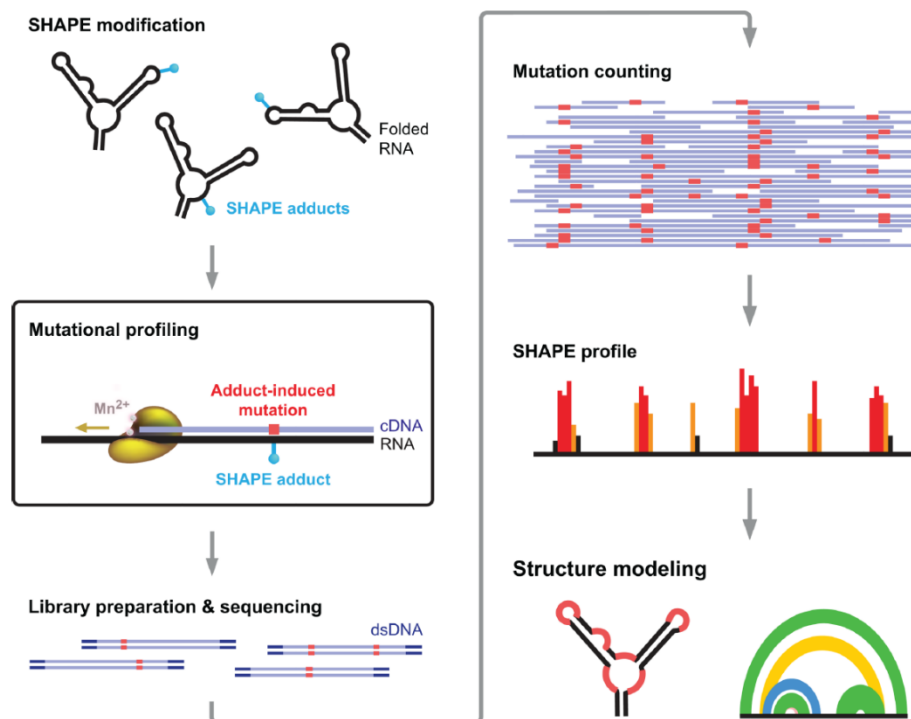 SHAPE modification
Folded
RNA
SHAPE adducts
Mutational profiling
Mn²⁺
Adduct-induced
mutation
cDNA
RNA
SHAPE adduct
Library preparation & sequencing
dsDNA
Mutation counting
SHAPE profile
Structure modeling